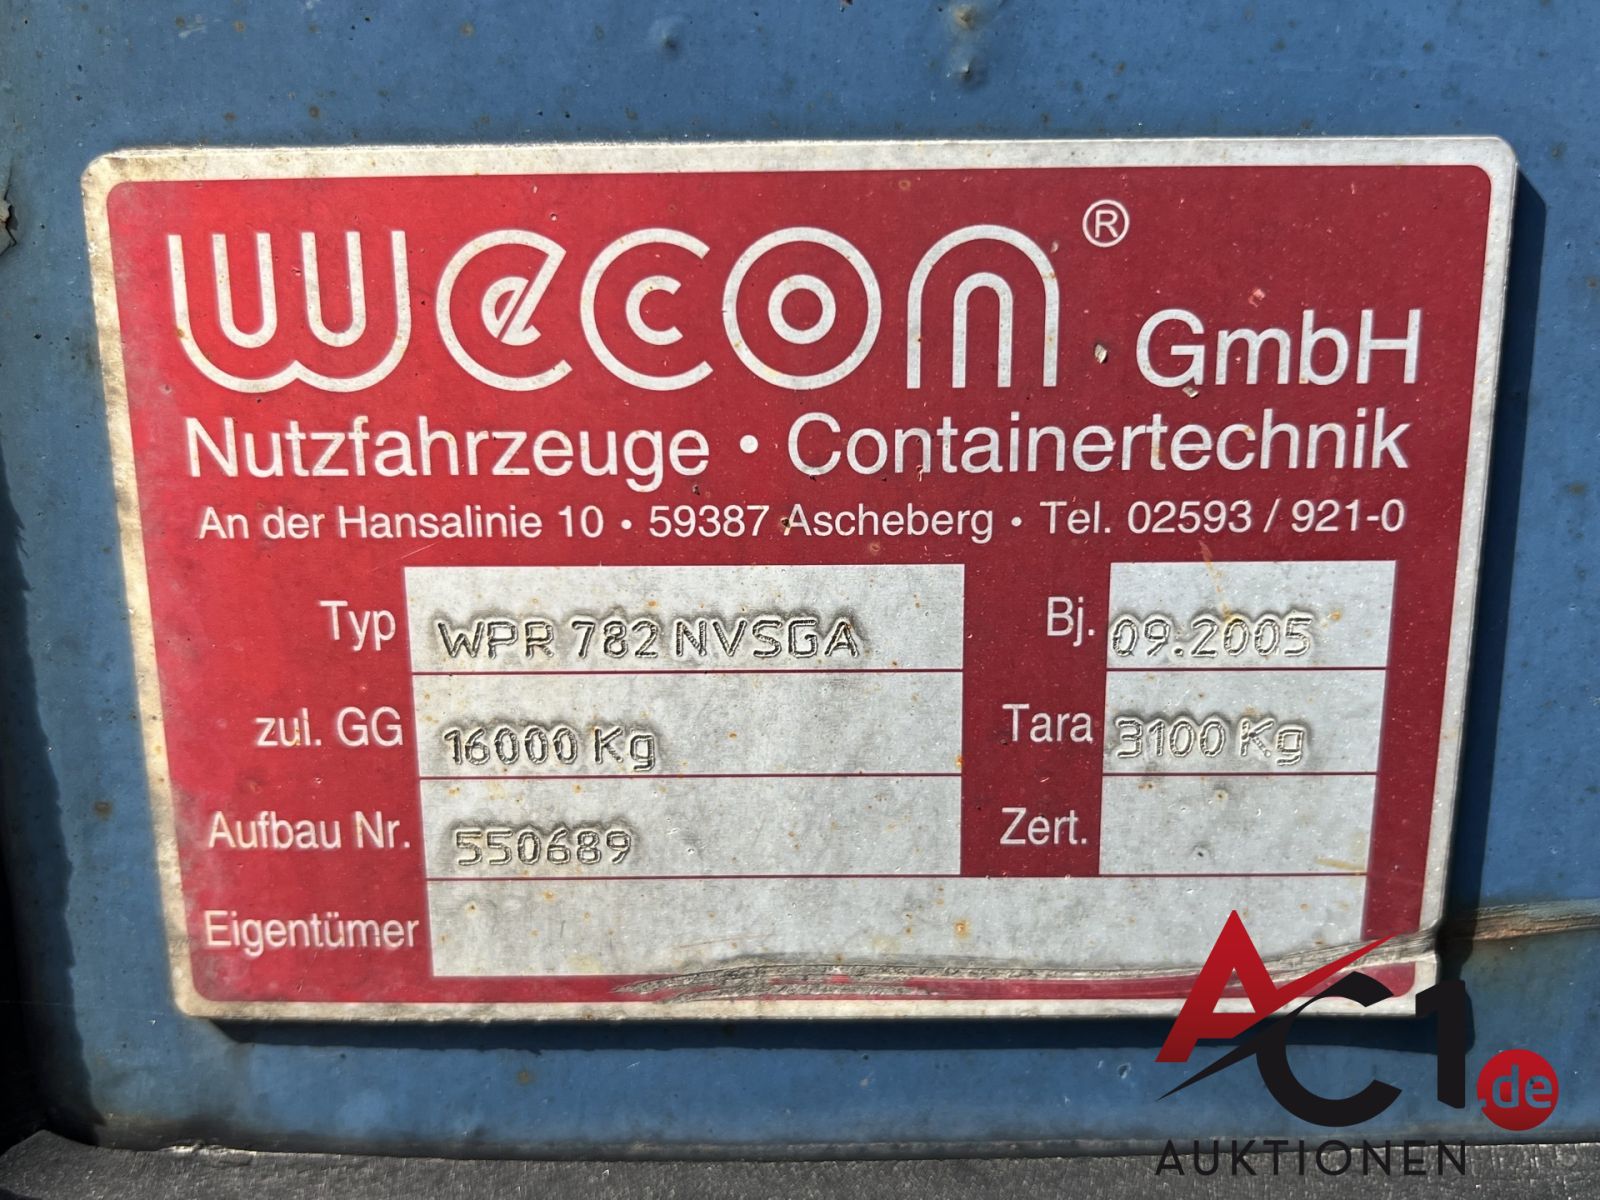 wecon® GmbH
Nutzfahrzeuge • Containertechnik
An der Hansalinie 10 • 59387 Ascheberg • Tel. 02593 / 921-0
Typ WPR 782 NVSGA Bj. 09.2005
zul. GG 16000 Kg Tara 3100 Kg
Aufbau Nr. 550689 Zert.
Eigentümer
AC1.de
AUKTIONEN